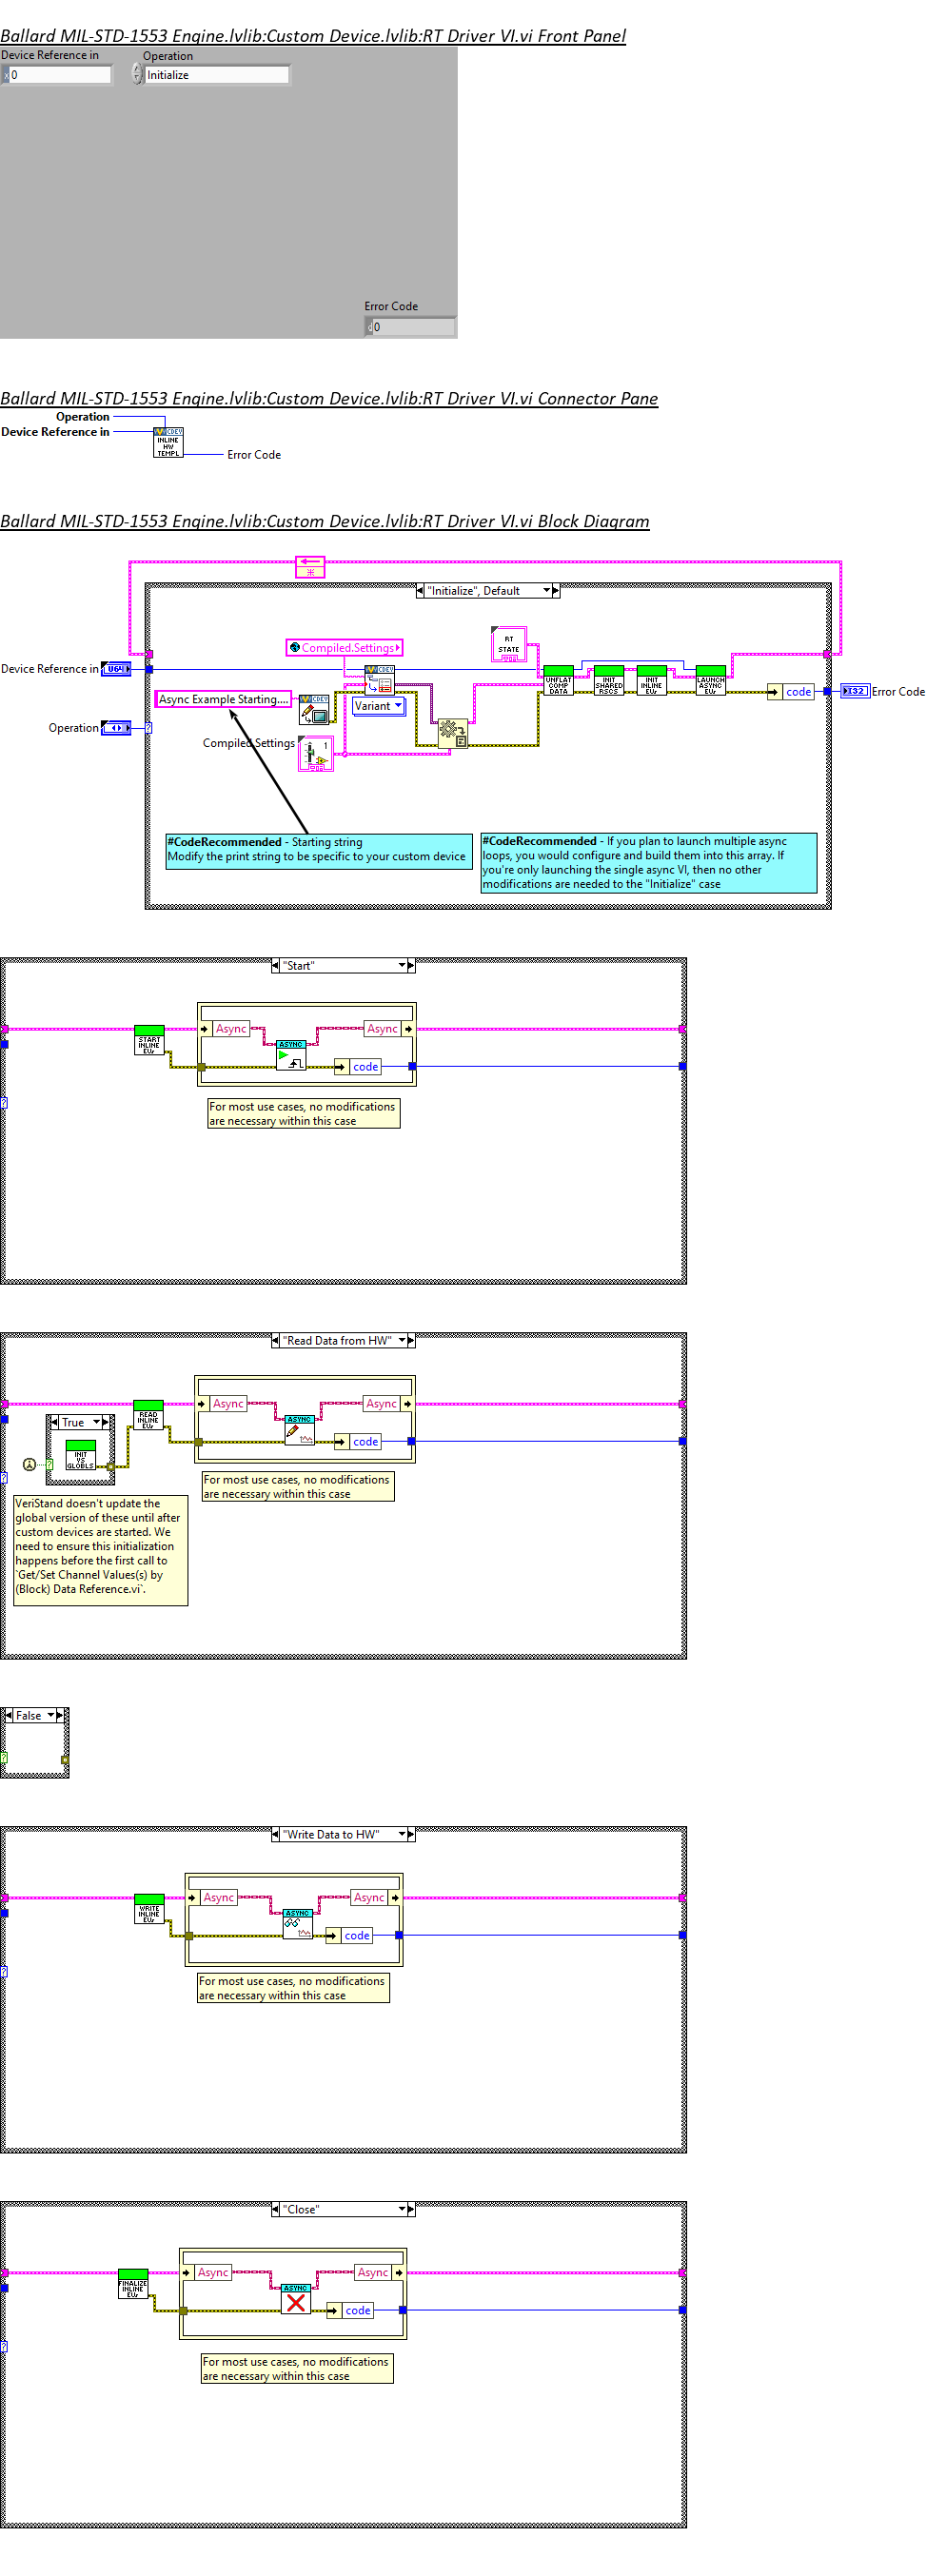 Ballard MIL-STD-1553 Engine.lvlib:Custom Device.lvlib:RT Driver VI.vi Front Panel
Device Reference in
Operation
x 0
Initialize
Error Code
d 0
Ballard MIL-STD-1553 Engine.lvlib:Custom Device.lvlib:RT Driver VI.vi Connector Pane
Operation
Device Reference in
CDEV
INLINE
HW
TEMPL
Error Code
Ballard MIL-STD-1553 Engine.lvlib:Custom Device.lvlib:RT Driver VI.vi Block Diagram
"Initialize", Default
Compiled.Settings
RT
STATE
Device Reference in
U64
CDEV
UNFLAT
COMP
DATA
INIT
SHARED
RSCS
INIT
INLINE
EVs
LAUNCH
ASYNC
EVs
code
I32
Error Code
Async Example Starting....
CDEV
Variant
Operation
Compiled.Settings
1
#CodeRecommended - Starting string
Modify the print string to be specific to your custom device
#CodeRecommended - If you plan to launch multiple async
loops, you would configure and build them into this array. If
you're only launching the single async VI, then no other
modifications are needed to the "Initialize" case
"Start"
START
INLINE
EVs
Async
ASYNC
Async
code
For most use cases, no modifications
are necessary within this case
"Read Data from HW"
READ
INLINE
EVs
Async
ASYNC
Async
code
True
INIT
VS
GLOBLS
For most use cases, no modifications
are necessary within this case
VeriStand doesn't update the
global version of these until after
custom devices are started. We
need to ensure this initialization
happens before the first call to
`Get/Set Channel Values(s) by
(Block) Data Reference.vi`.
False
"Write Data to HW"
WRITE
INLINE
EVs
Async
ASYNC
Async
code
For most use cases, no modifications
are necessary within this case
"Close"
FINALIZE
INLINE
EVs
Async
ASYNC
Async
code
For most use cases, no modifications
are necessary within this case